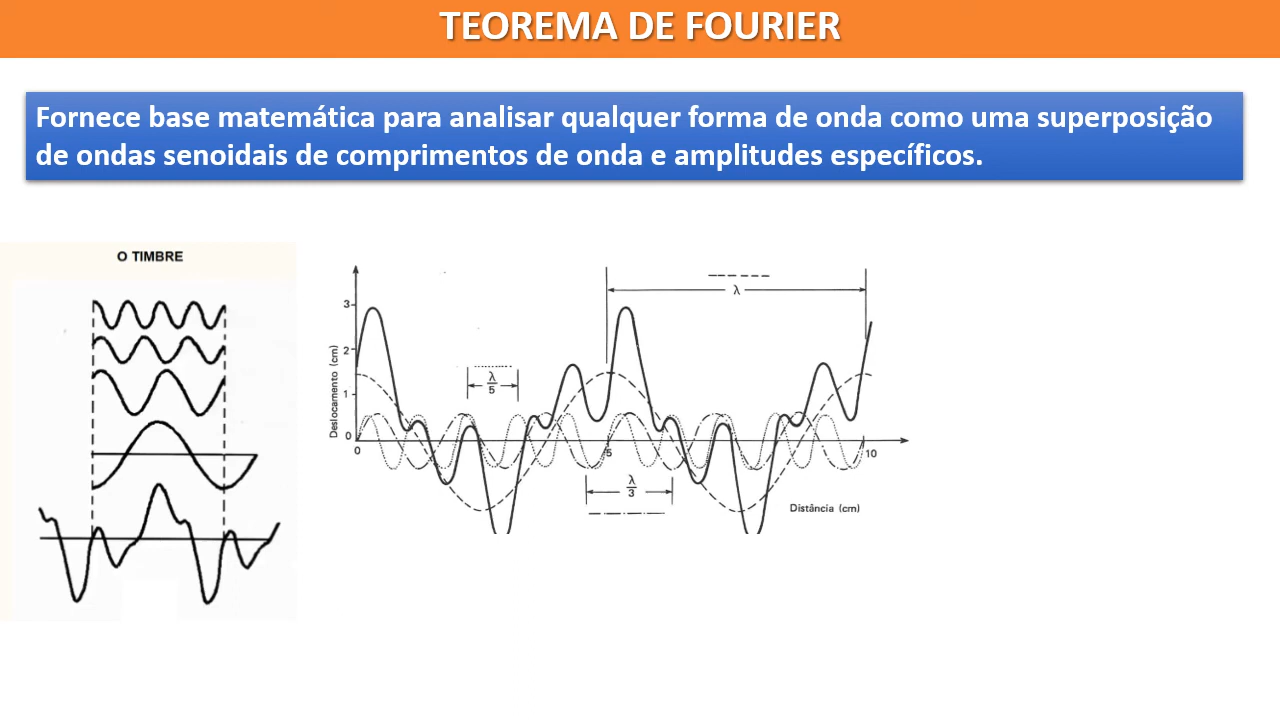 TEOREMA DE FOURIER
Fornece base matemática para analisar qualquer forma de onda como uma superposição
de ondas senoidais de comprimentos de onda e amplitudes específicos.
O TIMBRE
Deslocamento (cm)
3
2
1
0
0
5
10
λ
λ
5
λ
3
Distância (cm)